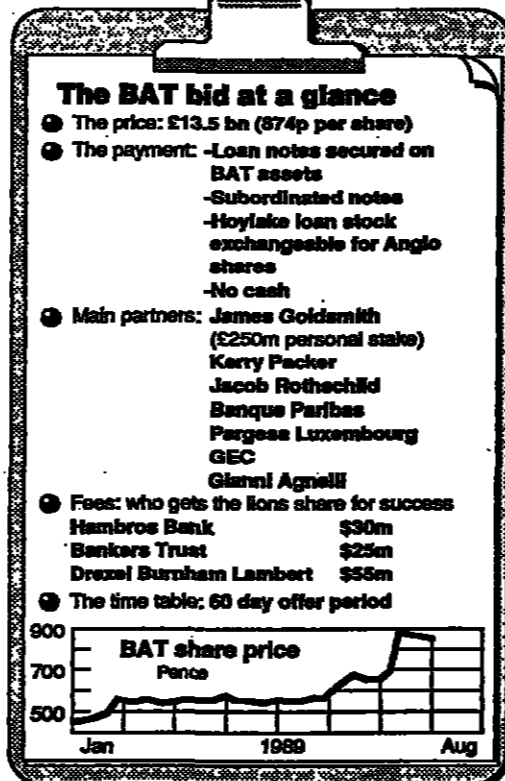 The BAT bid at a glance
The price: £13.5 bn (874p per share)
The payment: -Loan notes secured on
BAT assets
-Subordinated notes
-Hoylake loan stock
exchangeable for Anglo
shares
-No cash
Main partners: James Goldsmith
(£250m personal stake)
Kerry Packer
Jacob Rothschild
Banque Paribas
Pargesa Luxembourg
GEC
Gianni Agnelli
Fees: who gets the lions share for success
Hambros Bank $30m
Bankers Trust $25m
Drexel Burnham Lambert $55m
The time table: 60 day offer period
900
BAT share price
Pence
700
500
Jan 1989 Aug